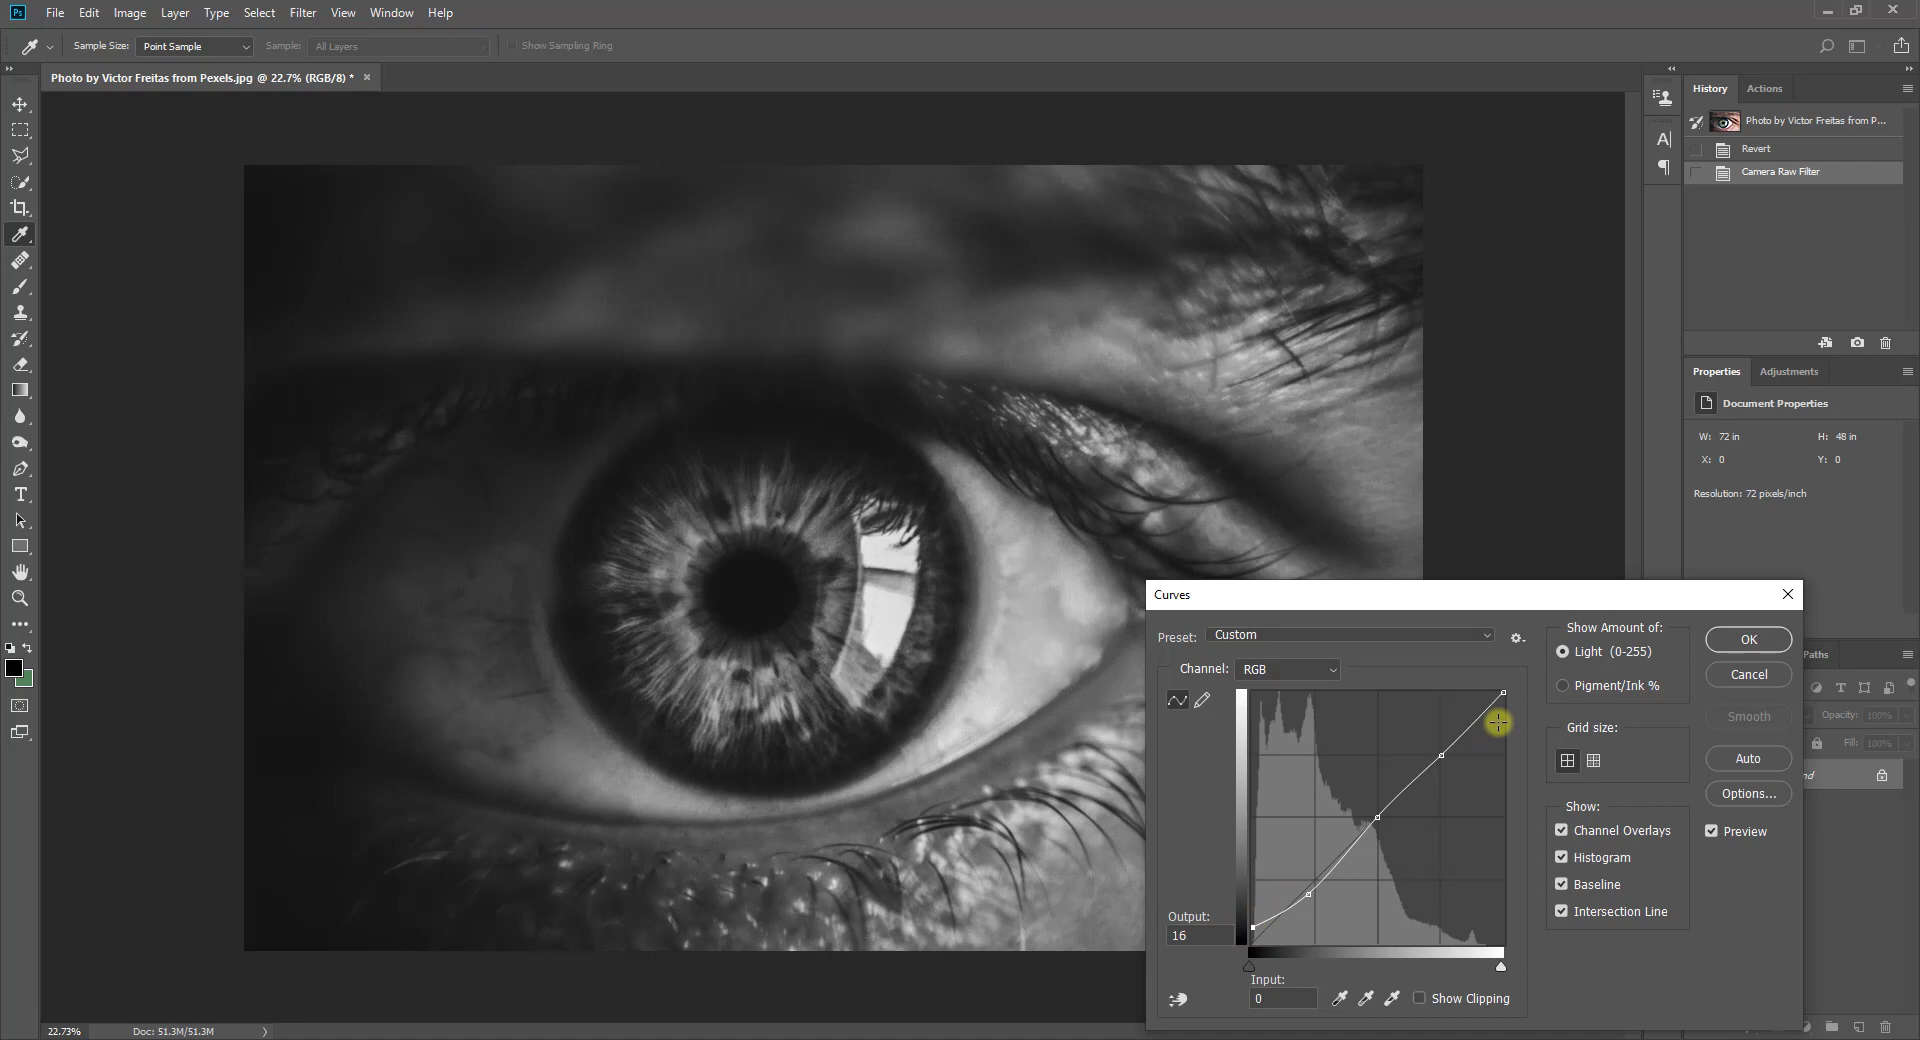 Ps File Edit Image Layer Type Select Filter View Window Help
Sample Size: Point Sample Sample: All Layers Show Sampling Ring
Photo by Victor Freitas from Pexels.jpg @ 22.7% (RGB/8) * ×
History Actions
Photo by Victor Freitas from P...
Revert
Camera Raw Filter
Properties Adjustments
Document Properties
W: 72 in H: 48 in
X: 0 Y: 0
Resolution: 72 pixels/inch
Curves
Preset: Custom
Channel: RGB
Output:
16
Input:
0
Show Clipping
Show Amount of:
Light (0-255)
Pigment/Ink %
Grid size:
Show:
Channel Overlays
Histogram
Baseline
Intersection Line
OK
Cancel
Smooth
Auto
Options...
Preview
Paths
Opacity: 100%
Fill: 100%
nd
22.73% Doc: 51.3M/51.3M